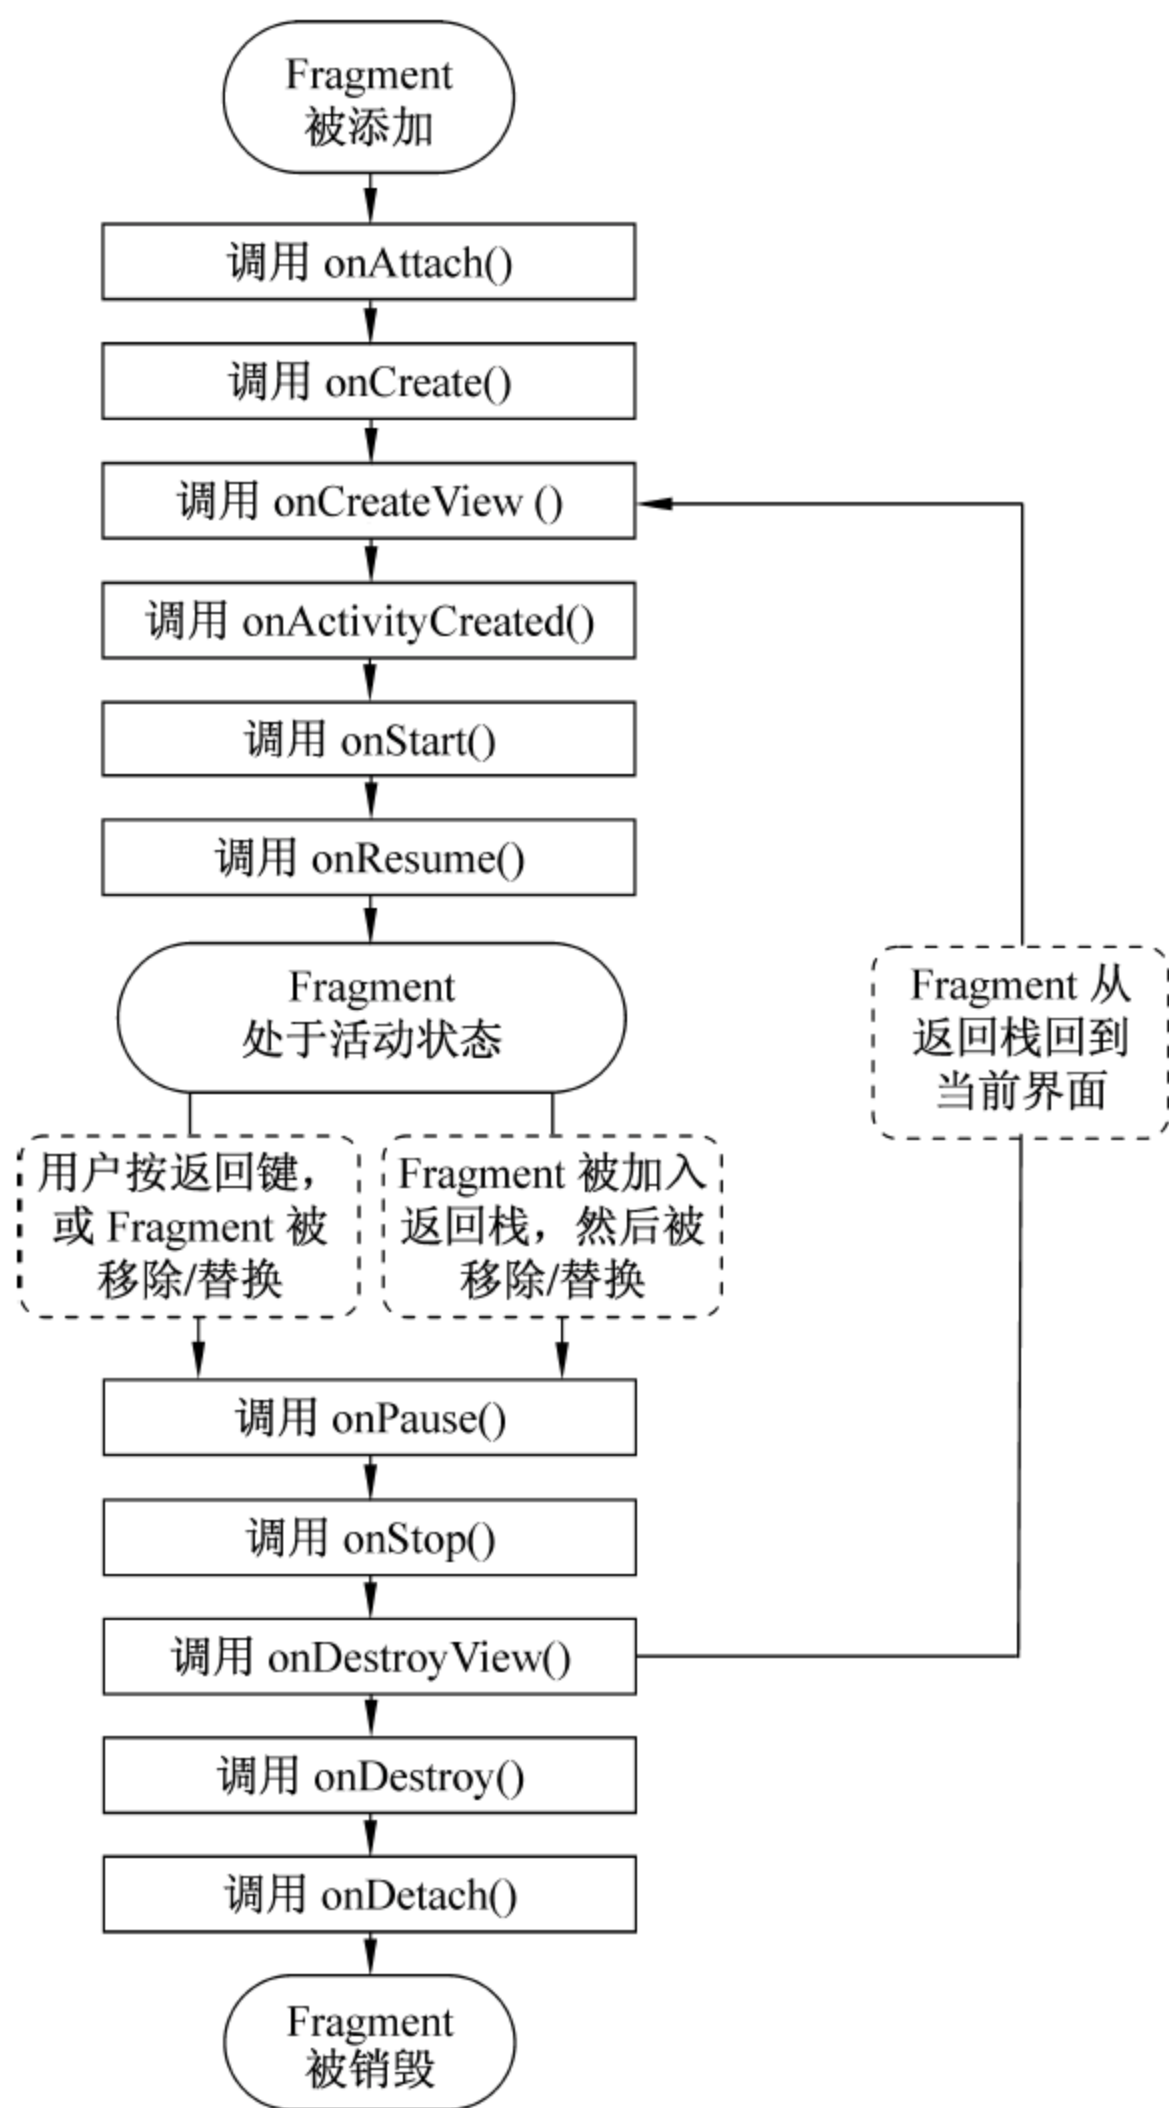 Fragment
被添加
调用 onAttach()
调用 onCreate()
调用 onCreateView ()
调用 onActivityCreated()
调用 onStart()
调用 onResume()
Fragment
处于活动状态
Fragment 从
返回栈回到
当前界面
用户按返回键，
或 Fragment 被
移除/替换
Fragment 被加入
返回栈，然后被
移除/替换
调用 onPause()
调用 onStop()
调用 onDestroyView()
调用 onDestroy()
调用 onDetach()
Fragment
被销毁